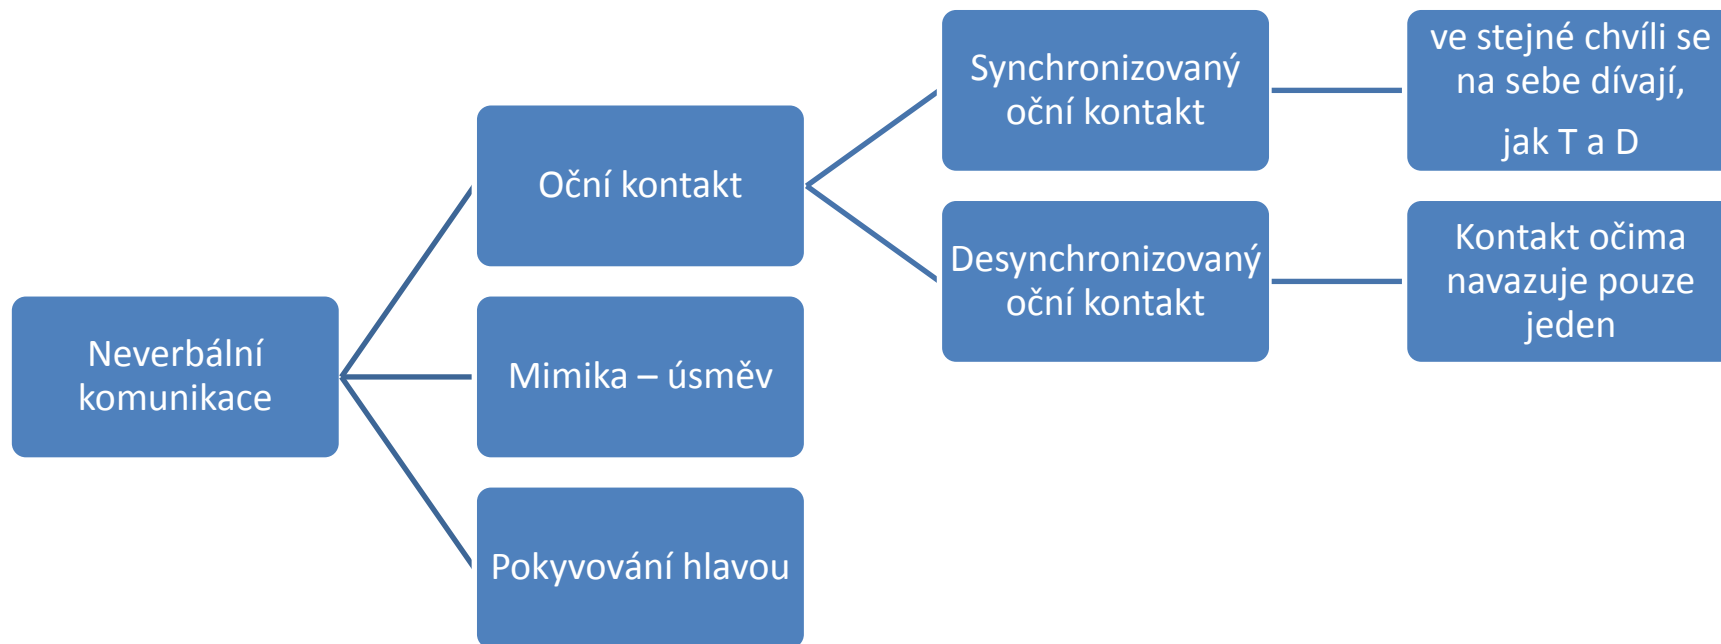 Neverbální
komunikace
Oční kontakt
Synchronizovaný
oční kontakt
ve stejné chvíli se
na sebe dívají,
jak T a D
Desynchronizovaný
oční kontakt
Kontakt očima
navazuje pouze
jeden
Mimika – úsměv
Pokyvování hlavou